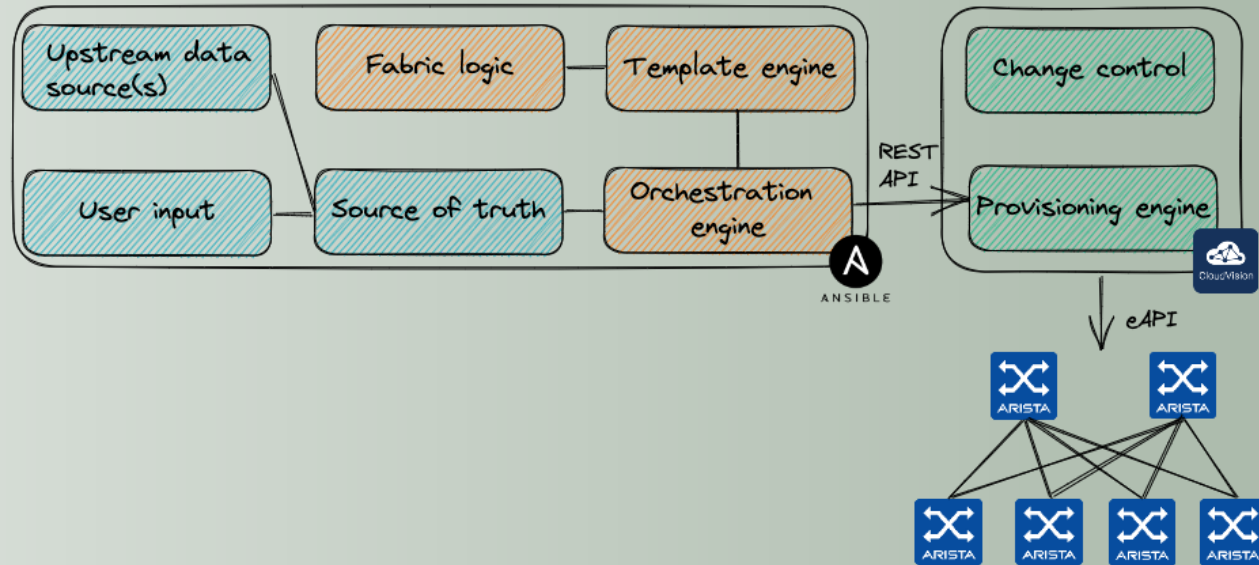 Upstream data
source(s)
Fabric logic
Template engine
Change control
User input
Source of truth
Orchestration
engine
REST
API
Provisioning engine
ANSIBLE
CloudVision
eAPI
ARISTA
ARISTA
ARISTA
ARISTA
ARISTA
ARISTA